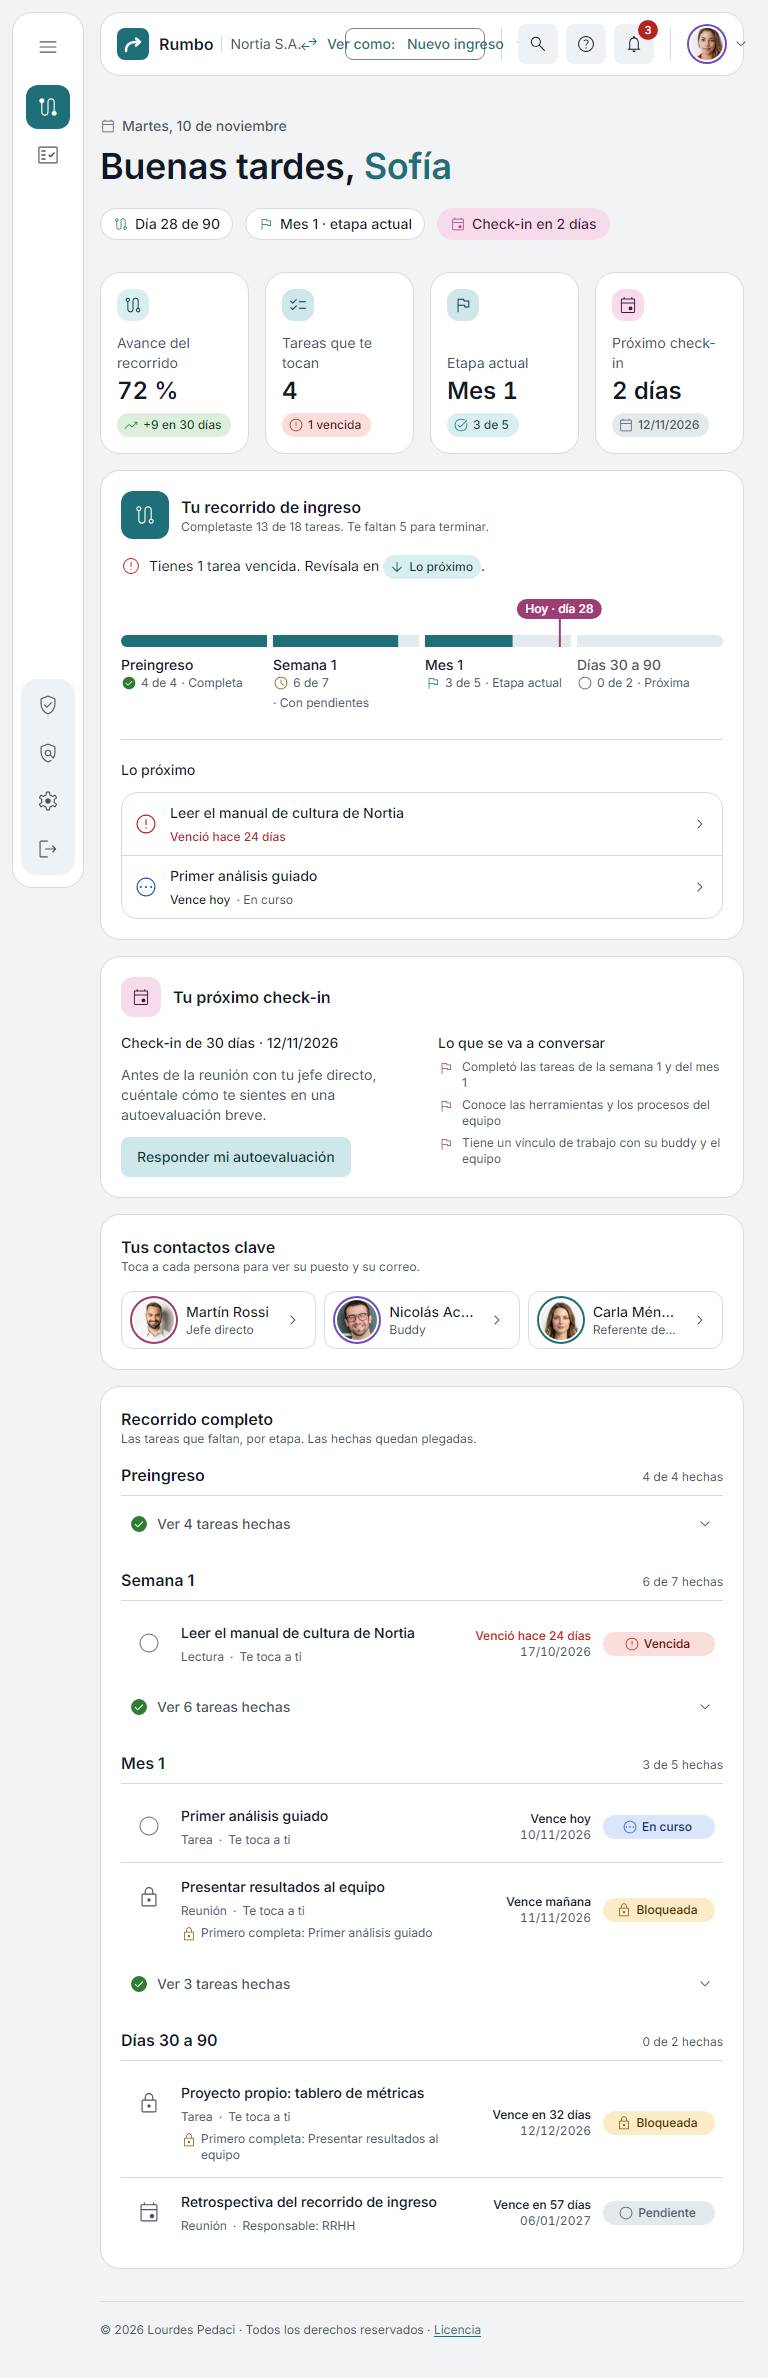 Rumbo
Nortia S.A.
Ver como: Nuevo ingreso
3
Martes, 10 de noviembre
Buenas tardes, Sofía
Día 28 de 90
Mes 1 · etapa actual
Check-in en 2 días
Avance del
recorrido
72 %
+9 en 30 días
Tareas que te
tocan
4
1 vencida
Etapa actual
Mes 1
3 de 5
Próximo check-
in
2 días
12/11/2026
Tu recorrido de ingreso
Completaste 13 de 18 tareas. Te faltan 5 para terminar.
Tienes 1 tarea vencida. Revísala en Lo próximo.
Hoy · día 28
Preingreso
4 de 4 · Completa
Semana 1
6 de 7
· Con pendientes
Mes 1
3 de 5 · Etapa actual
Días 30 a 90
0 de 2 · Próxima
Lo próximo
Leer el manual de cultura de Nortia
Venció hace 24 días
Primer análisis guiado
Vence hoy · En curso
Tu próximo check-in
Check-in de 30 días · 12/11/2026
Antes de la reunión con tu jefe directo,
cuéntale cómo te sientes en una
autoevaluación breve.
Responder mi autoevaluación
Lo que se va a conversar
Completó las tareas de la semana 1 y del mes
1
Conoce las herramientas y los procesos del
equipo
Tiene un vínculo de trabajo con su buddy y el
equipo
Tus contactos clave
Toca a cada persona para ver su puesto y su correo.
Martín Rossi
Jefe directo
Nicolás Ac...
Buddy
Carla Mén...
Referente de...
Recorrido completo
Las tareas que faltan, por etapa. Las hechas quedan plegadas.
Preingreso
4 de 4 hechas
Ver 4 tareas hechas
Semana 1
6 de 7 hechas
Leer el manual de cultura de Nortia
Lectura · Te toca a ti
Venció hace 24 días
17/10/2026
Vencida
Ver 6 tareas hechas
Mes 1
3 de 5 hechas
Primer análisis guiado
Tarea · Te toca a ti
Vence hoy
10/11/2026
En curso
Presentar resultados al equipo
Reunión · Te toca a ti
Primero completa: Primer análisis guiado
Vence mañana
11/11/2026
Bloqueada
Ver 3 tareas hechas
Días 30 a 90
0 de 2 hechas
Proyecto propio: tablero de métricas
Tarea · Te toca a ti
Primero completa: Presentar resultados al
equipo
Vence en 32 días
12/12/2026
Bloqueada
Retrospectiva del recorrido de ingreso
Reunión · Responsable: RRHH
Vence en 57 días
06/01/2027
Pendiente
© 2026 Lourdes Pedaci · Todos los derechos reservados · Licencia